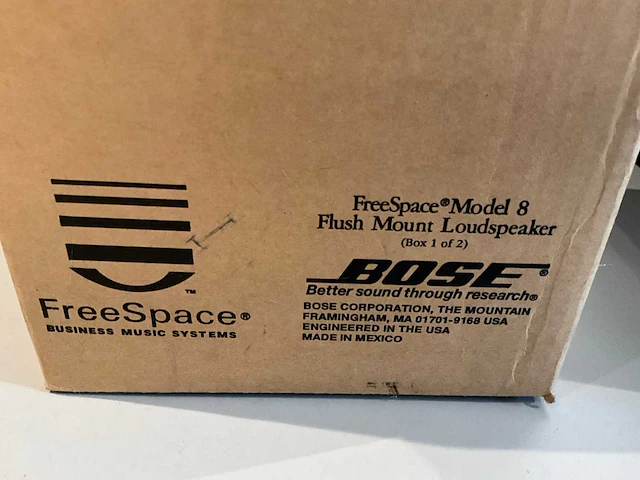 FreeSpace®Model 8
Flush Mount Loudspeaker
(Box 1 of 2)
BOSE®
Better sound through research®
BOSE CORPORATION, THE MOUNTAIN
FRAMINGHAM, MA 01701-9168 USA
ENGINEERED IN THE USA
MADE IN MEXICO
™
FreeSpace®
BUSINESS MUSIC SYSTEMS